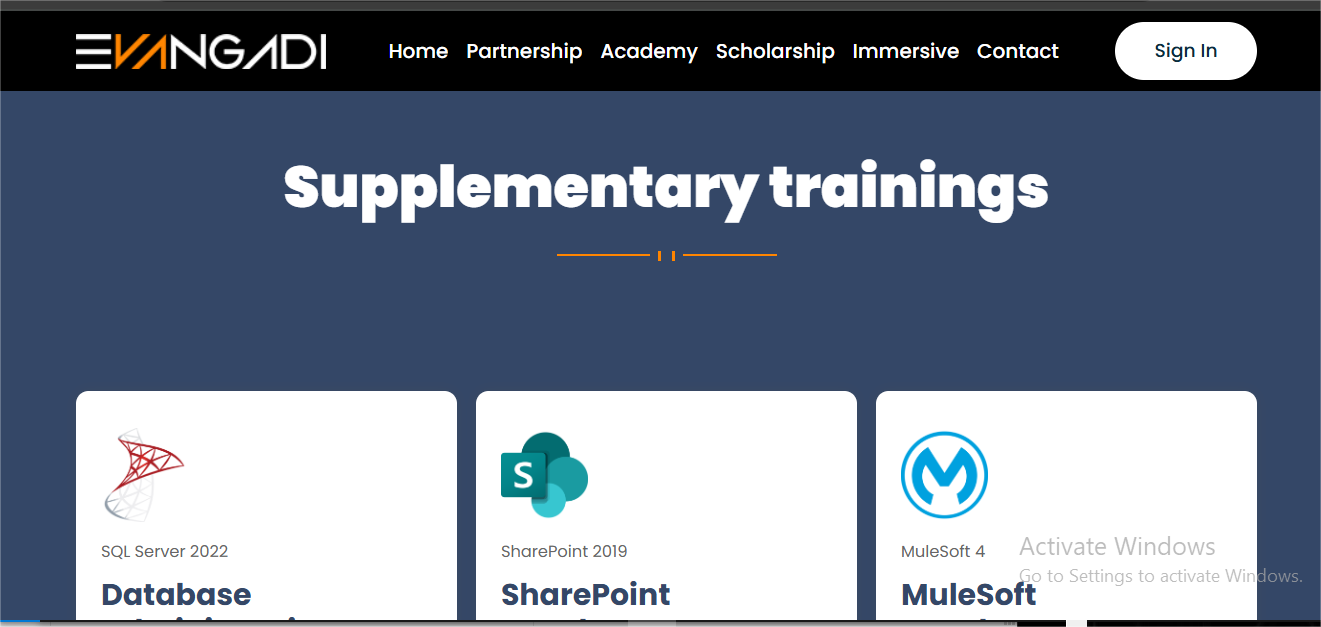 EVANGADI
Home Partnership Academy Scholarship Immersive Contact
Sign In
Supplementary trainings
S
SQL Server 2022
SharePoint 2019
MuleSoft 4
Database
SharePoint
MuleSoft
Activate Windows
Go to Settings to activate Windows.